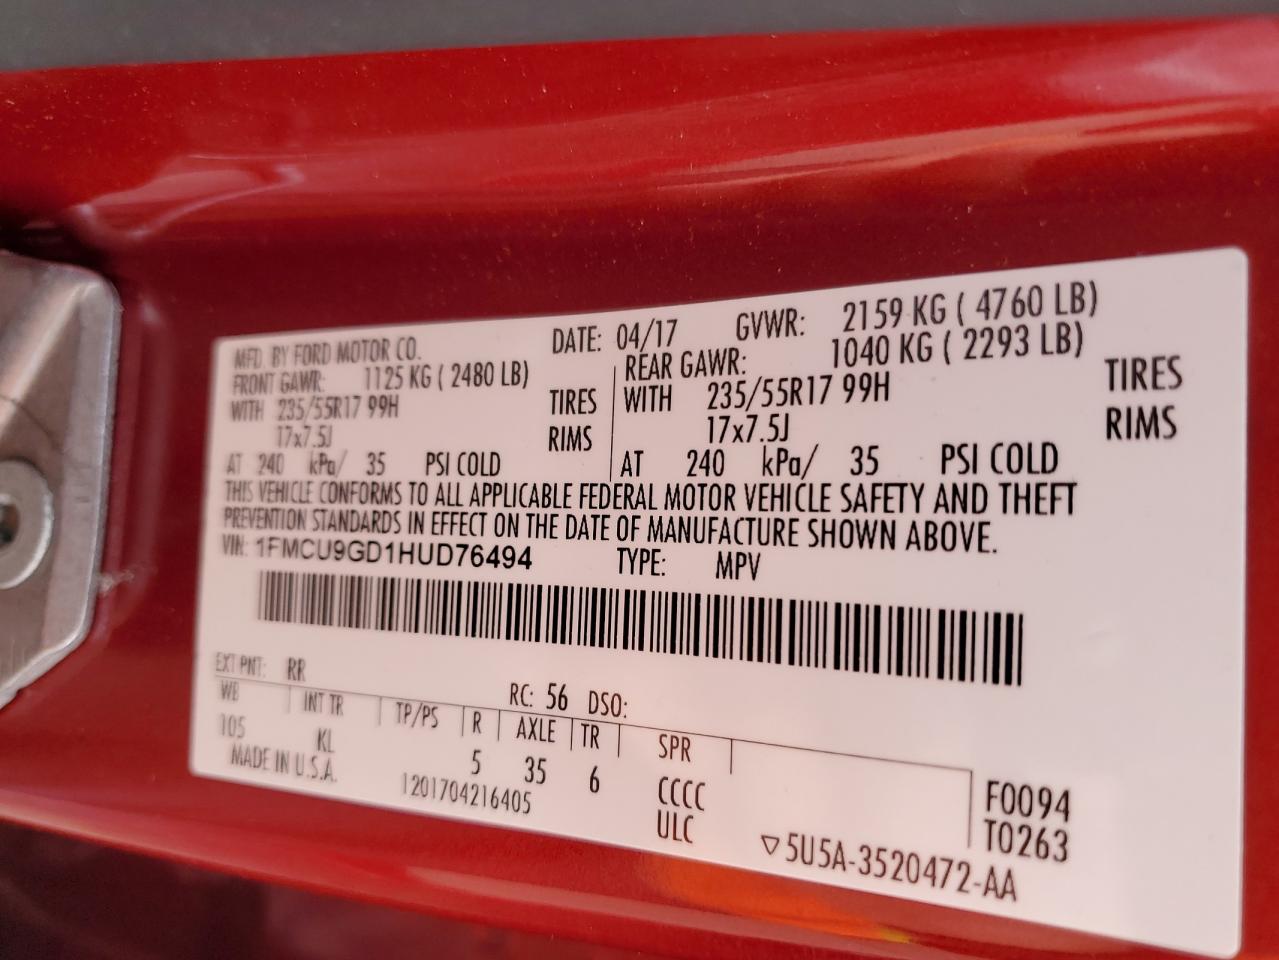 MFD. BY FORD MOTOR CO. DATE: 04/17 GVWR: 2159 KG ( 4760 LB)
FRONT GAWR: 1125 KG ( 2480 LB) REAR GAWR: 1040 KG ( 2293 LB)
WITH 235/55R17 99H TIRES WITH 235/55R17 99H TIRES
17x7.5J RIMS 17x7.5J RIMS
AT 240 kPa/ 35 PSI COLD AT 240 kPa/ 35 PSI COLD
THIS VEHICLE CONFORMS TO ALL APPLICABLE FEDERAL MOTOR VEHICLE SAFETY AND THEFT
PREVENTION STANDARDS IN EFFECT ON THE DATE OF MANUFACTURE SHOWN ABOVE.
VIN: 1FMCU9GD1HUD76494 TYPE: MPV
EXT PNT: RR RC: 56 DSO:
WB INT TR TP/PS R AXLE TR SPR
105 KL 5 35 6 CCCC F0094
MADE IN U.S.A. 1201704216405 ULC T0263
▽5U5A-3520472-AA